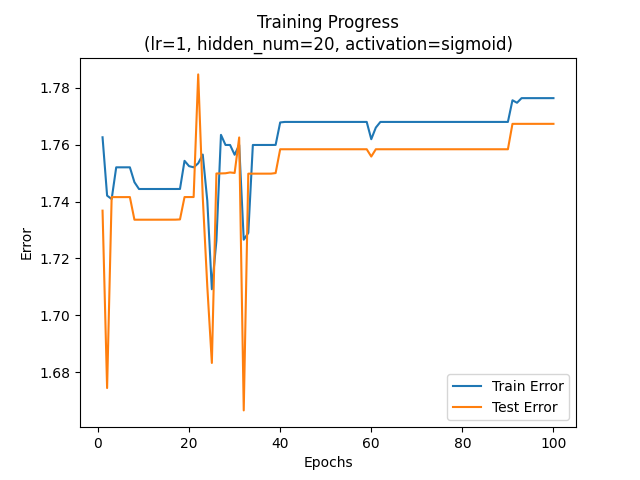 Training Progress
(lr=1, hidden_num=20, activation=sigmoid)
1.78
1.76
1.74
1.72
1.70
1.68
Error
0
20
40
60
80
100
Epochs
Train Error
Test Error